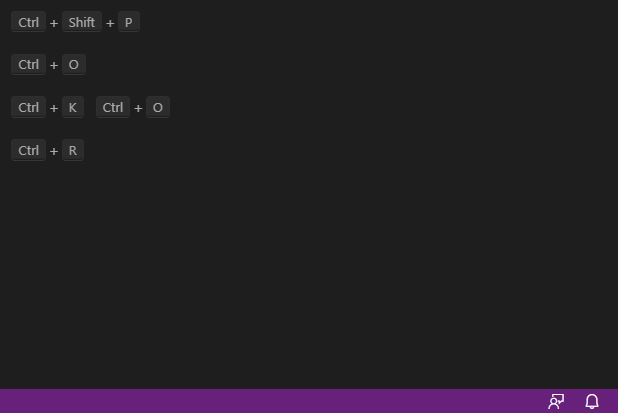 Ctrl + Shift + P
Ctrl + O
Ctrl + K Ctrl + O
Ctrl + R